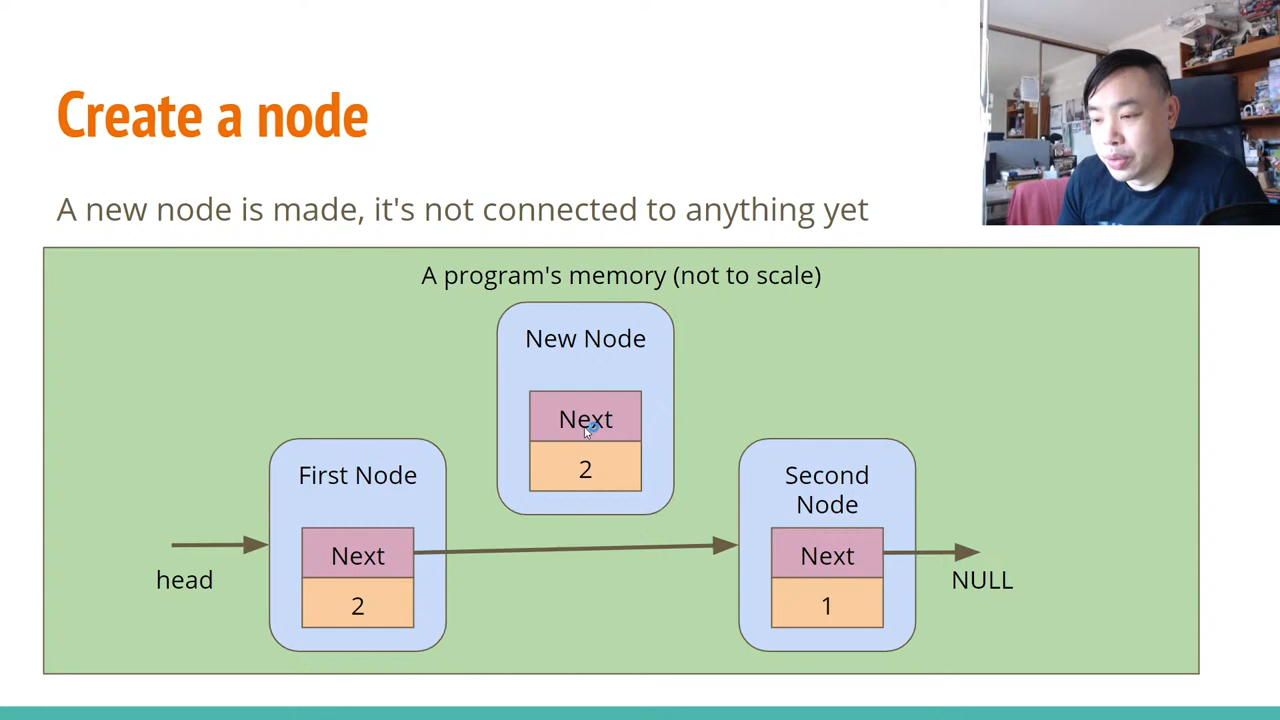 Create a node
A new node is made, it's not connected to anything yet
A program's memory (not to scale)
New Node
Next
2
First Node
Next
2
Second
Node
Next
1
head
NULL